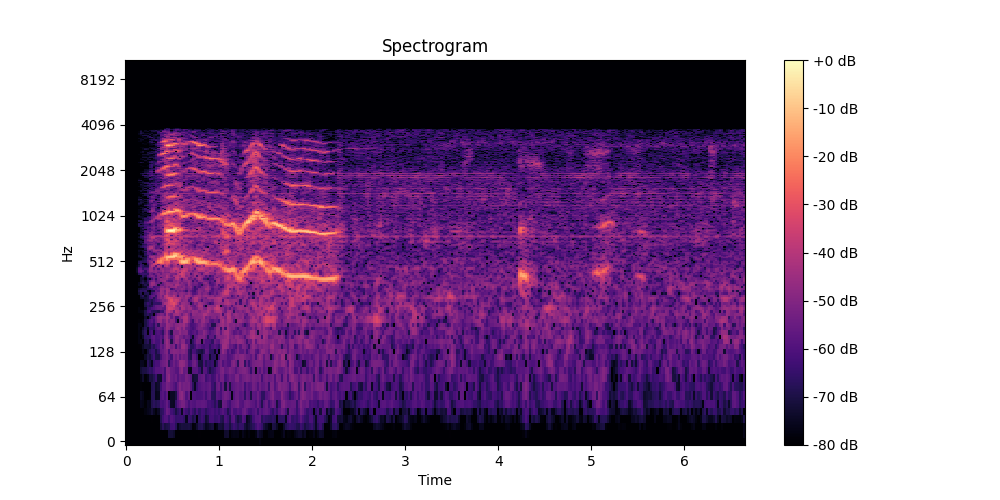 Spectrogram
8192
4096
2048
1024
512
256
128
64
0
Hz
0 1 2 3 4 5 6
Time
+0 dB
-10 dB
-20 dB
-30 dB
-40 dB
-50 dB
-60 dB
-70 dB
-80 dB